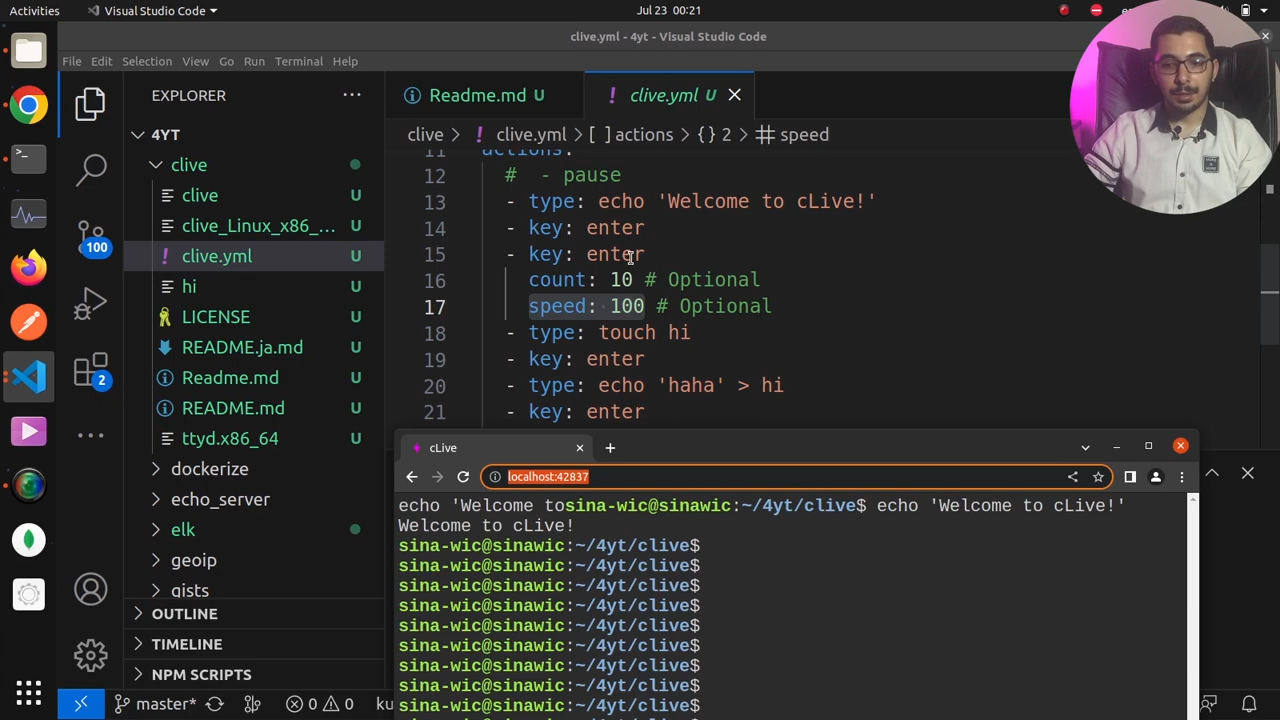 Activities
Visual Studio Code
Jul 23 00:21
clive.yml - 4yt - Visual Studio Code
File Edit Selection View Go Run Terminal Help
EXPLORER
Readme.md U
clive.yml U
4YT
clive > clive.yml > [ ] actions > {} 2 > # speed
clive
clive U
clive_Linux_x86_... U
clive.yml U
hi U
LICENSE U
README.ja.md U
Readme.md U
README.md U
ttyd.x86_64 U
dockerize
echo_server
elk
geoip
gists
OUTLINE
TIMELINE
NPM SCRIPTS
100
2
11 actions:
12 # - pause
13 - type: echo 'Welcome to cLive!'
14 - key: enter
15 - key: enter
16 count: 10 # Optional
17 speed: 100 # Optional
18 - type: touch hi
19 - key: enter
20 - type: echo 'haha' > hi
21 - key: enter
cLive
localhost:42837
echo 'Welcome tosina-wic@sinawic:~/4yt/clive$ echo 'Welcome to cLive!'
Welcome to cLive!
sina-wic@sinawic:~/4yt/clive$
sina-wic@sinawic:~/4yt/clive$
sina-wic@sinawic:~/4yt/clive$
sina-wic@sinawic:~/4yt/clive$
sina-wic@sinawic:~/4yt/clive$
sina-wic@sinawic:~/4yt/clive$
sina-wic@sinawic:~/4yt/clive$
sina-wic@sinawic:~/4yt/clive$
sina-wic@sinawic:~/4yt/clive$
master* 0 0 ku